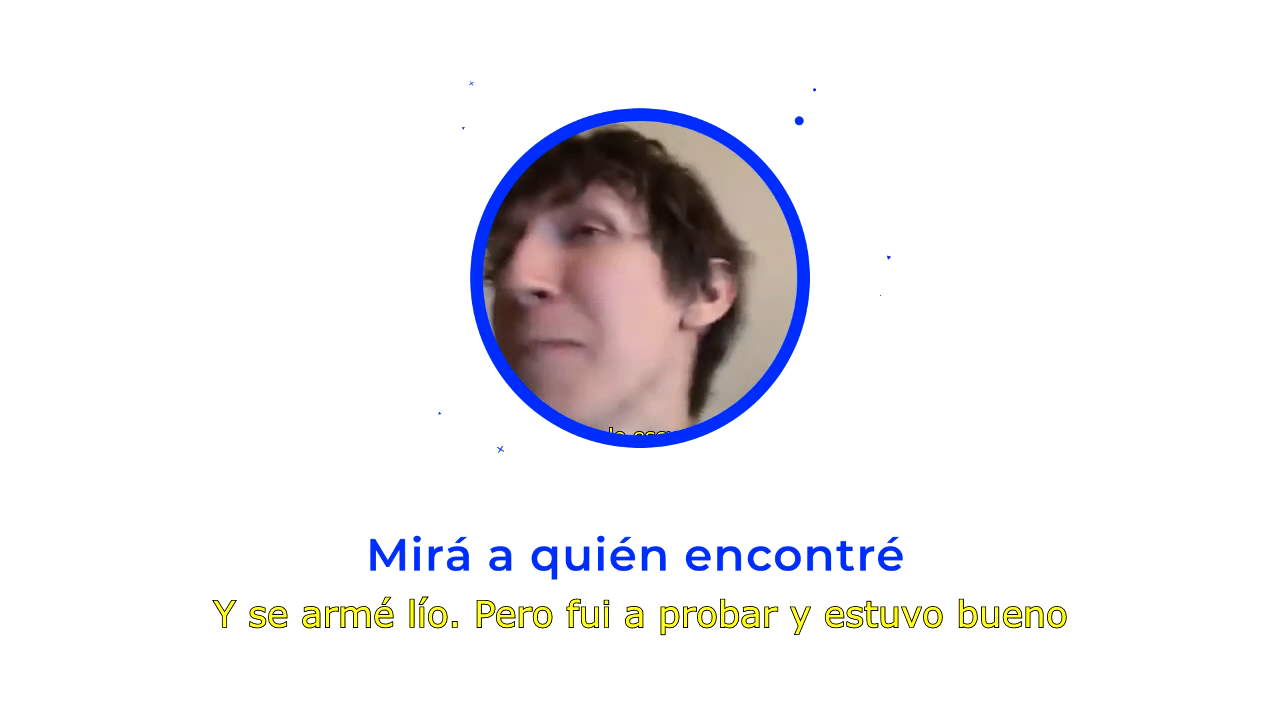 Mirá a quién encontré
Y se armé lío. Pero fui a probar y estuvo bueno